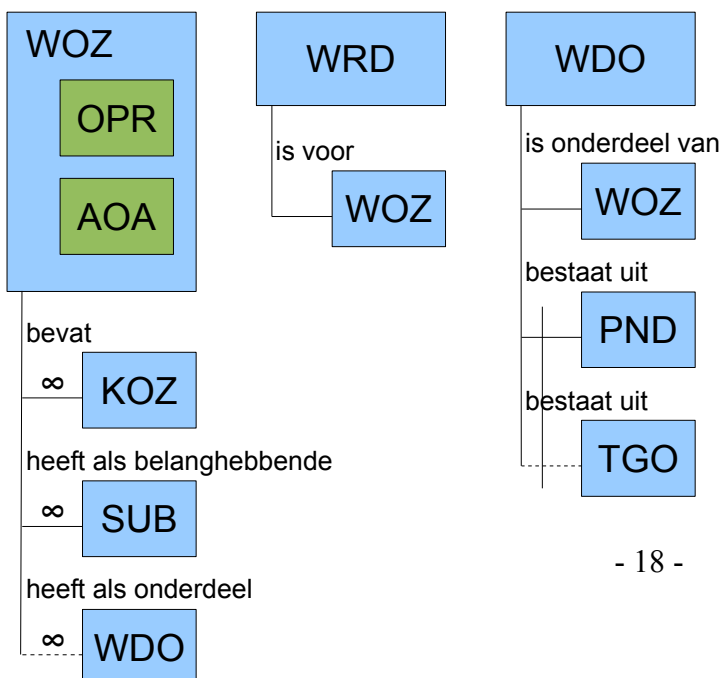 WOZ
OPR
AOA
bevat
∞
KOZ
heeft als belanghebbende
∞
SUB
heeft als onderdeel
∞
WDO
WRD
is voor
WOZ
WDO
is onderdeel van
WOZ
bestaat uit
PND
bestaat uit
TGO
- 18 -